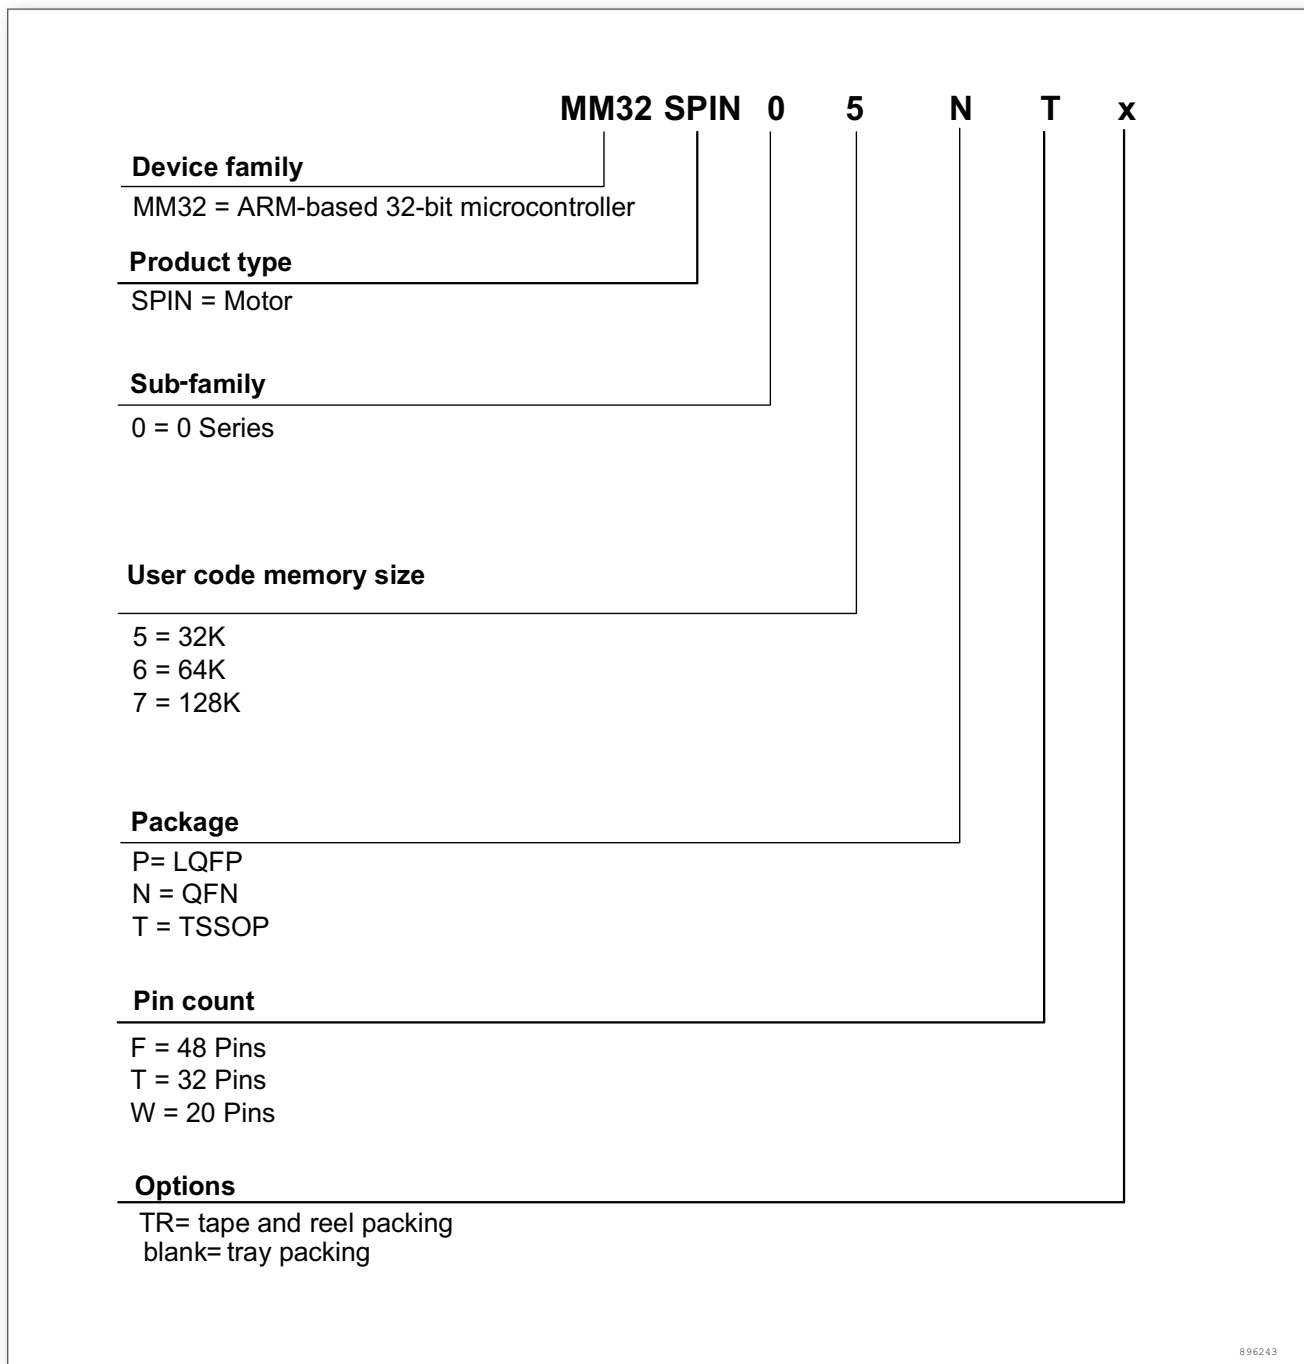 MM32 SPIN 0 5 N T x
Device family
MM32 = ARM-based 32-bit microcontroller
Product type
SPIN = Motor
Sub-family
0 = 0 Series
User code memory size
5 = 32K
6 = 64K
7 = 128K
Package
P= LQFP
N = QFN
T = TSSOP
Pin count
F = 48 Pins
T = 32 Pins
W = 20 Pins
Options
TR= tape and reel packing
blank= tray packing
896243